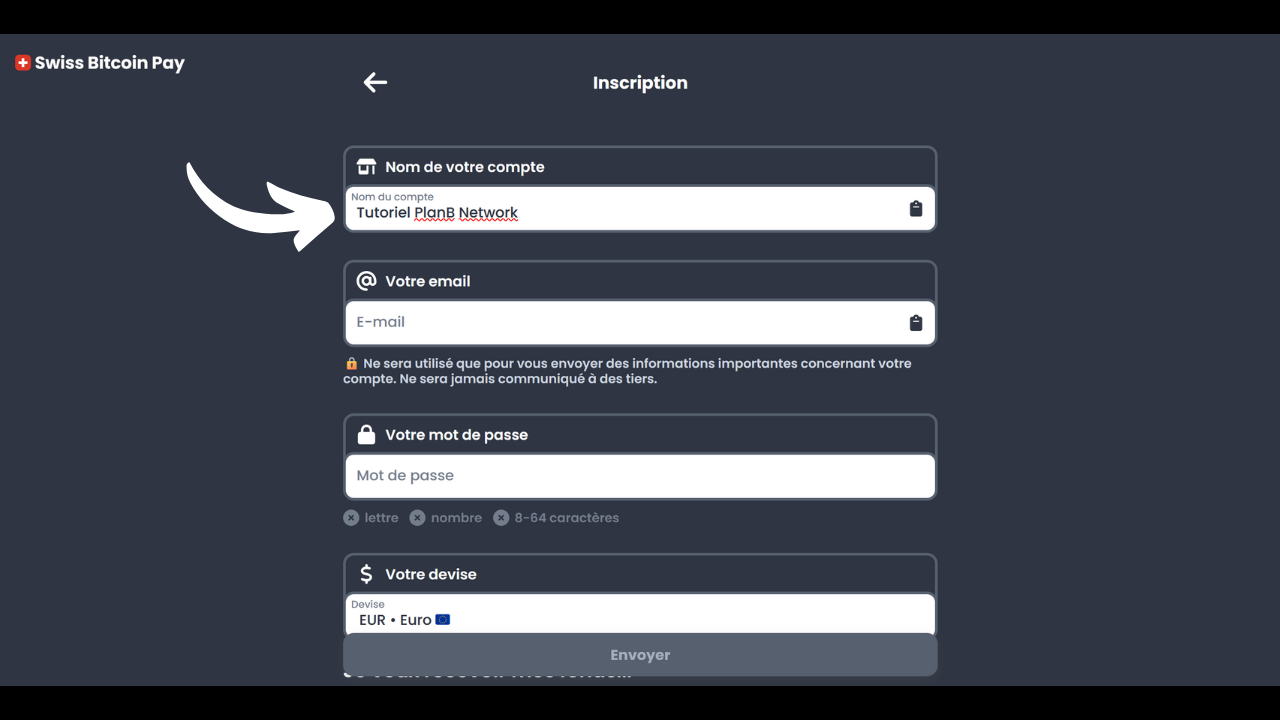 Swiss Bitcoin Pay
Inscription
Nom de votre compte
Nom du compte
Tutoriel PlanB Network
Votre email
E-mail
Ne sera utilisé que pour vous envoyer des informations importantes concernant votre
compte. Ne sera jamais communiqué à des tiers.
Votre mot de passe
Mot de passe
lettre nombre 8-64 caractères
Votre devise
Devise
EUR • Euro
Envoyer